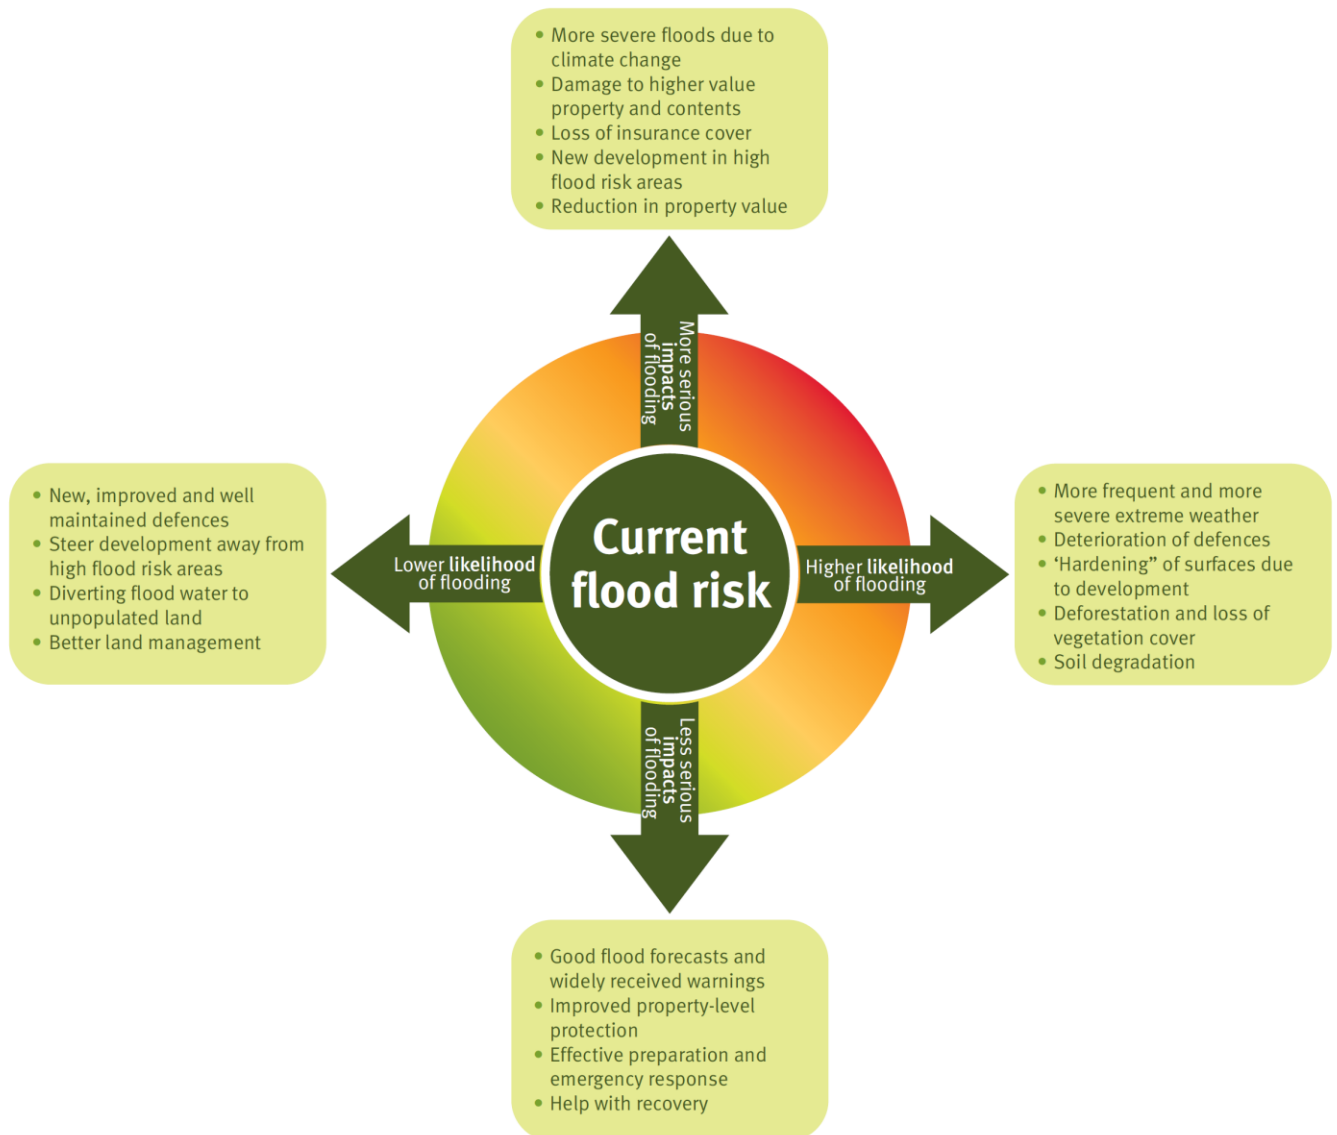 • More severe floods due to
climate change
• Damage to higher value
property and contents
• Loss of insurance cover
• New development in high
flood risk areas
• Reduction in property value
More serious
impacts
of flooding
• New, improved and well
maintained defences
• Steer development away from
high flood risk areas
• Diverting flood water to
unpopulated land
• Better land management
Lower likelihood
of flooding
Current
flood risk
Higher likelihood
of flooding
• More frequent and more
severe extreme weather
• Deterioration of defences
• ‘Hardening” of surfaces due
to development
• Deforestation and loss of
vegetation cover
• Soil degradation
Less serious
impacts
of flooding
• Good flood forecasts and
widely received warnings
• Improved property-level
protection
• Effective preparation and
emergency response
• Help with recovery